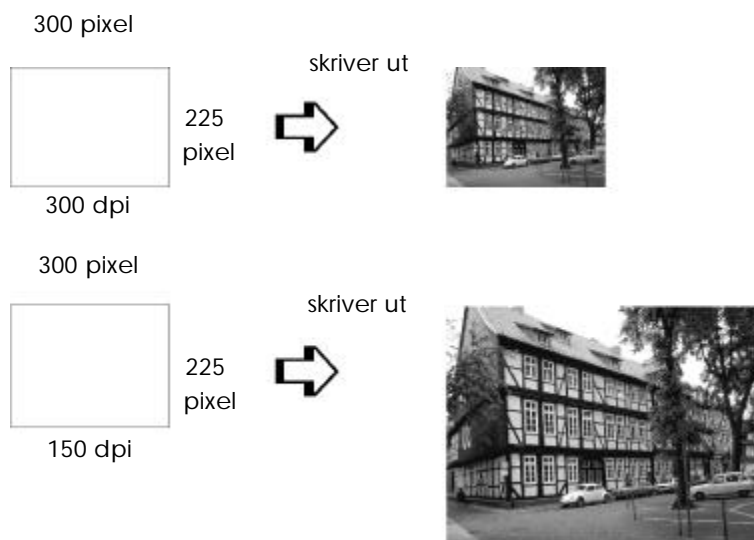 300 pixel
skriver ut
225
pixel
300 dpi
300 pixel
skriver ut
225
pixel
150 dpi